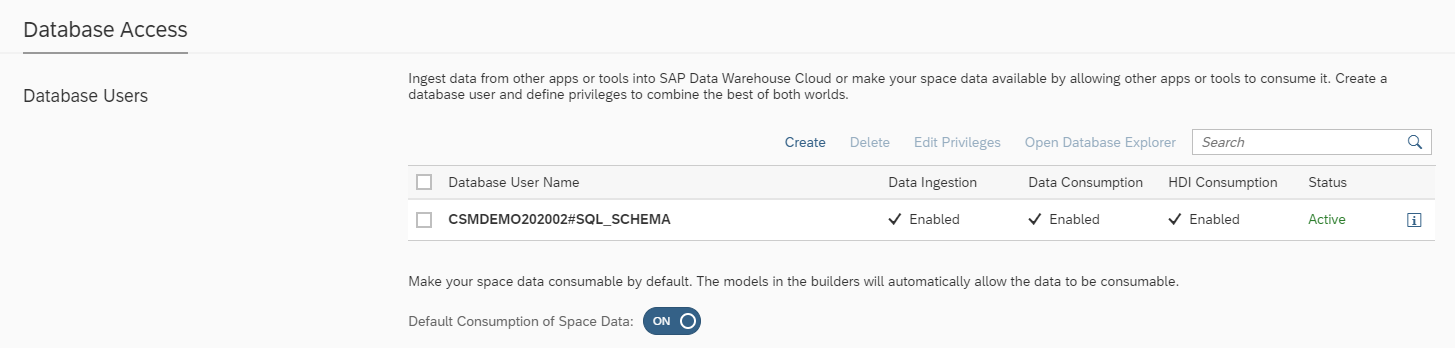 Database Access
Database Users
Ingest data from other apps or tools into SAP Data Warehouse Cloud or make your space data available by allowing other apps or tools to consume it. Create a
database user and define privileges to combine the best of both worlds.
Create Delete Edit Privileges Open Database Explorer Search
Database User Name Data Ingestion Data Consumption HDI Consumption Status
CSMDEMO202002#SQL_SCHEMA Enabled Enabled Enabled Active
Make your space data consumable by default. The models in the builders will automatically allow the data to be consumable.
Default Consumption of Space Data: ON